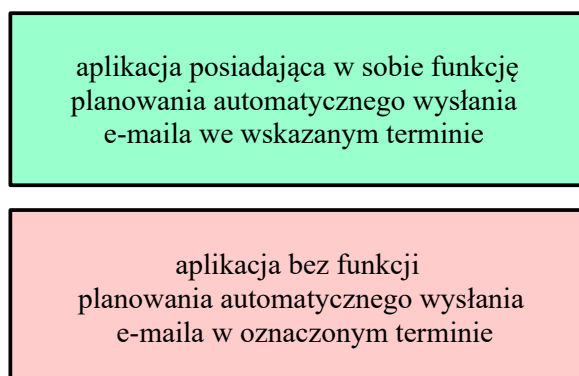 aplikacja posiadająca w sobie funkcję
planowania automatycznego wysłania
e-maila we wskazanym terminie
aplikacja bez funkcji
planowania automatycznego wysłania
e-maila w oznaczonym terminie